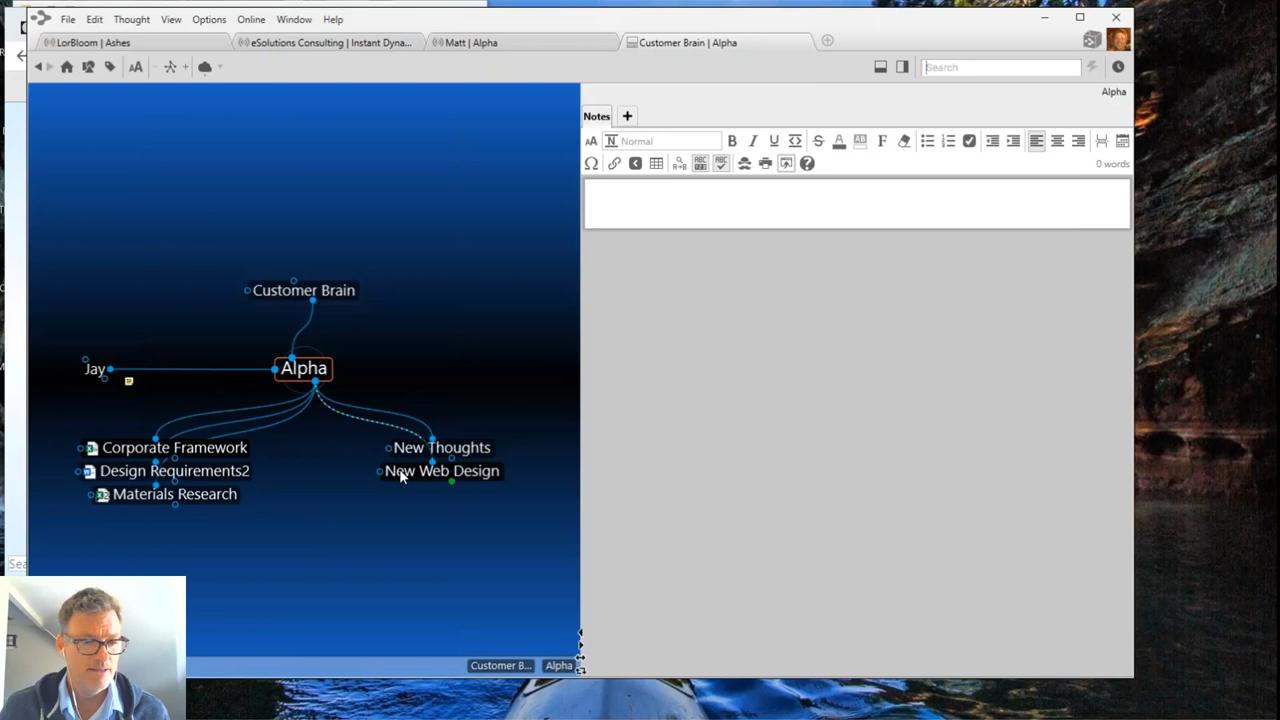 File Edit Thought View Options Online Window Help
LorBloom | Ashes
eSolutions Consulting | Instant Dyna...
Matt | Alpha
Customer Brain | Alpha
Search
Alpha
Notes
Normal
B I U F
0 words
Customer Brain
Jay
Alpha
Corporate Framework
New Thoughts
Design Requirements2
New Web Design
Materials Research
Sea
Customer B...
Alpha